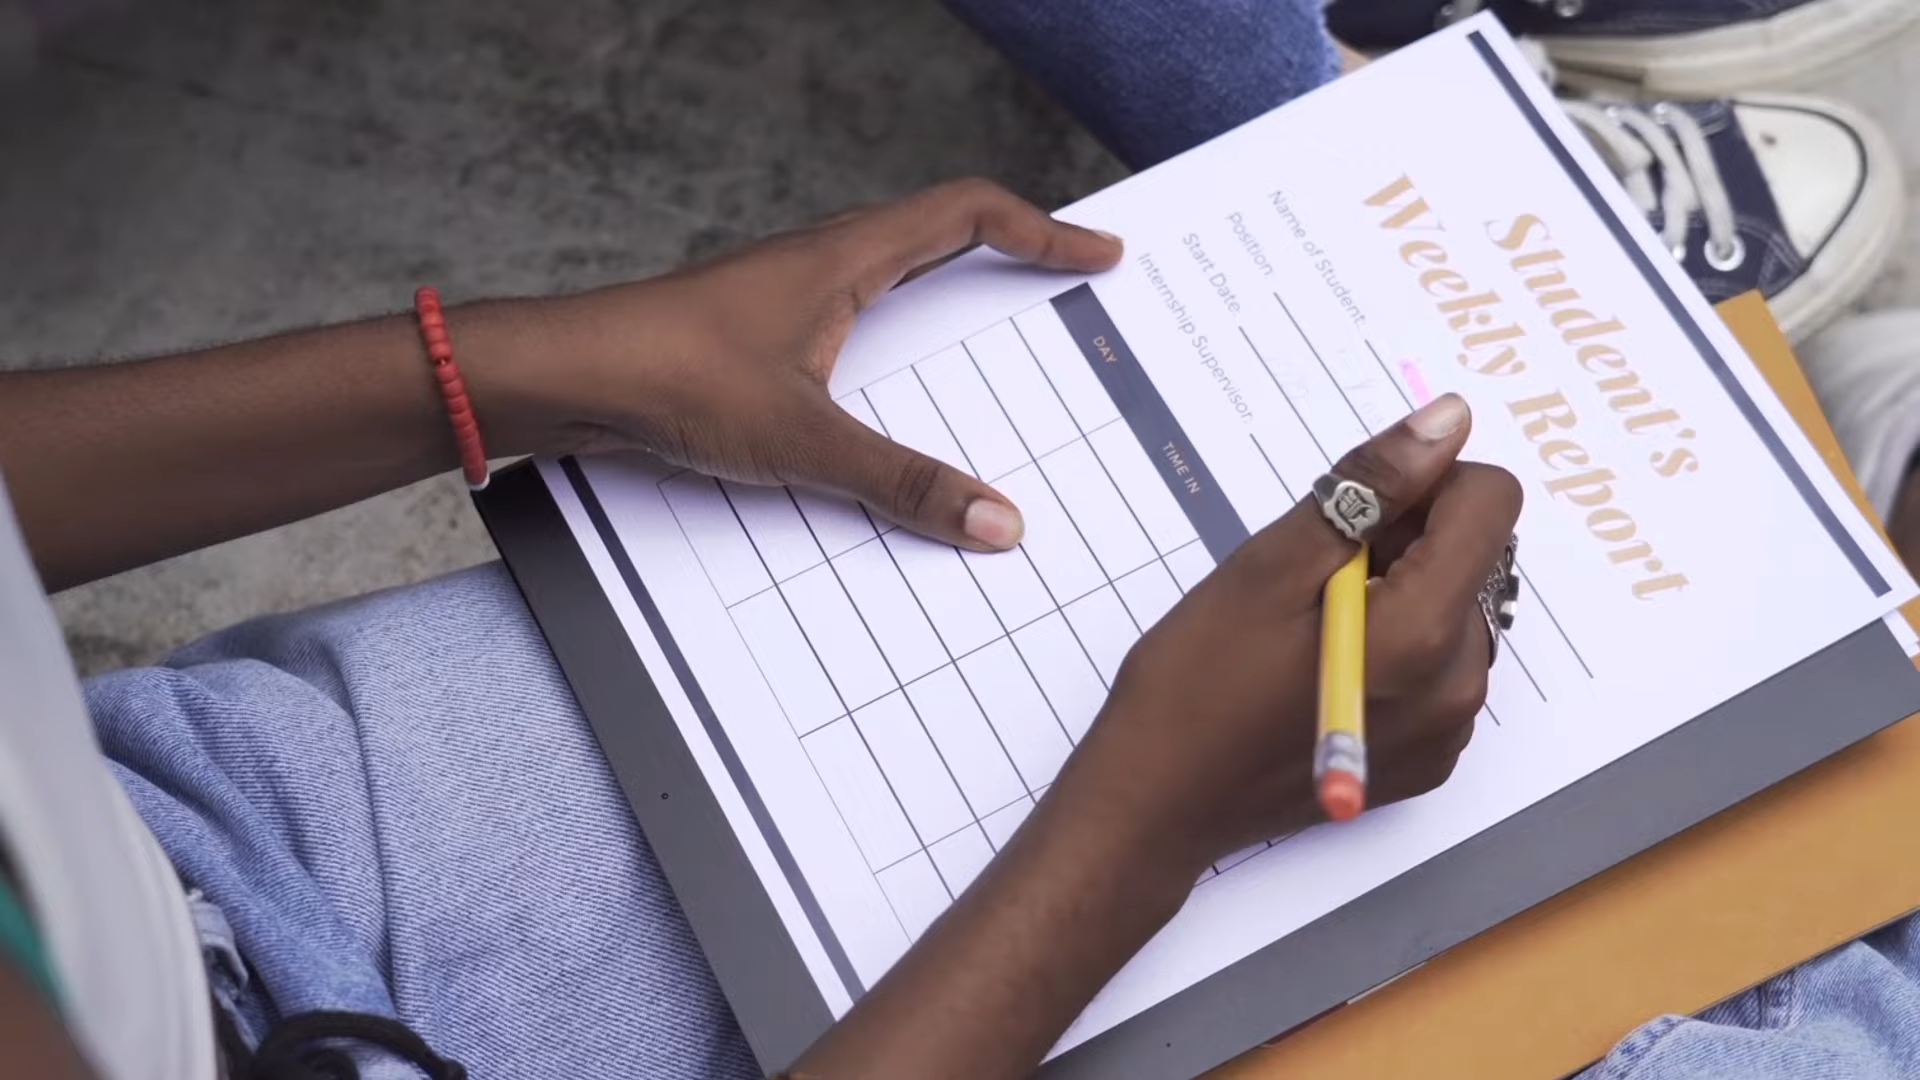 Student's
Weekly Report
Name of Student:
Position:
Start Date:
Internship Supervisor:
DAY
TIME IN